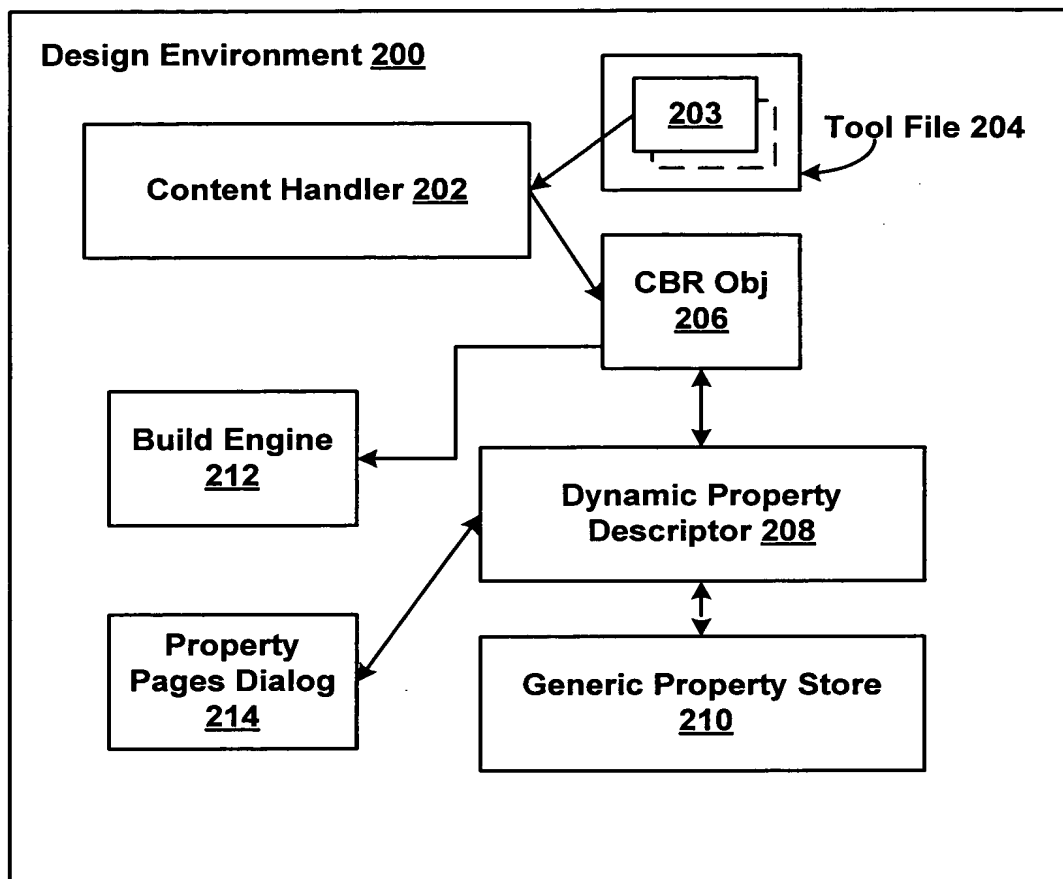 Design Environment 200
203
Tool File 204
Content Handler 202
CBR Obj
206
Build Engine
212
Dynamic Property
Descriptor 208
Property
Pages Dialog
214
Generic Property Store
210